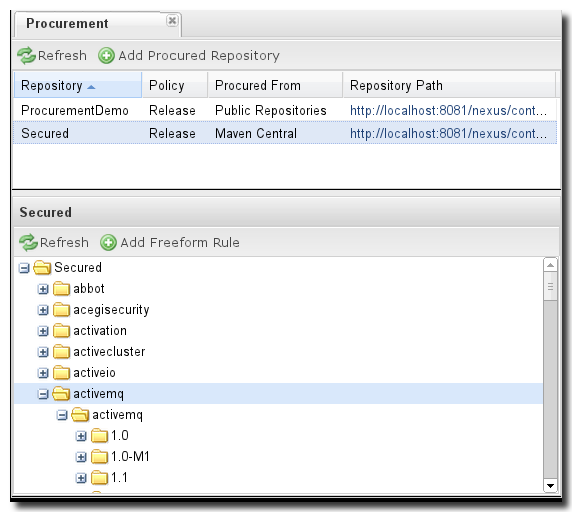 Procurement
Refresh Add Procured Repository
Repository Policy Procured From Repository Path
ProcurementDemo Release Public Repositories http://localhost:8081/nexus/cont...
Secured Release Maven Central http://localhost:8081/nexus/cont...
Secured
Refresh Add Freeform Rule
Secured
abbot
acegisecurity
activation
activecluster
activeio
activemq
activemq
1.0
1.0-M1
1.1